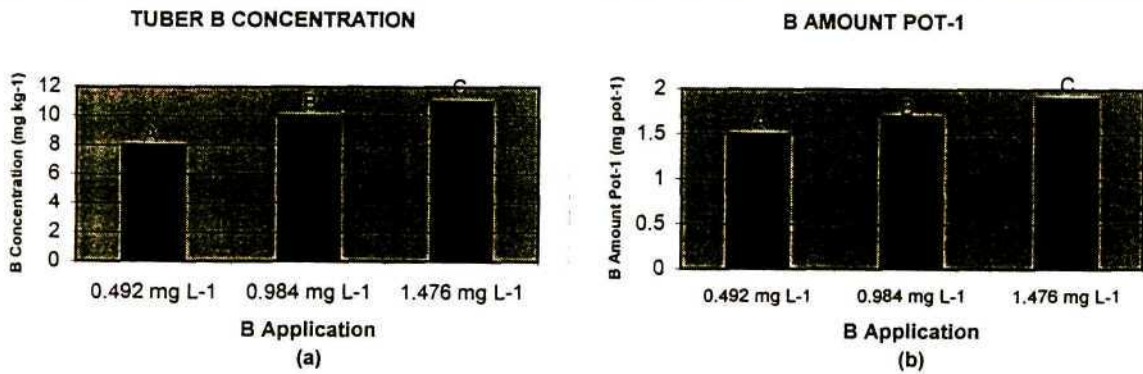 TUBER B CONCENTRATION
B Concentration (mg kg-1)
12
10
8
6
4
2
0
A
B
C
0.492 mg L-1 0.984 mg L-1 1.476 mg L-1
B Application
(a)
B AMOUNT POT-1
B Amount Pot-1 (mg pot-1)
2
1.5
1
0.5
0
A
B
C
0.492 mg L-1 0.984 mg L-1 1.476 mg L-1
B Application
(b)